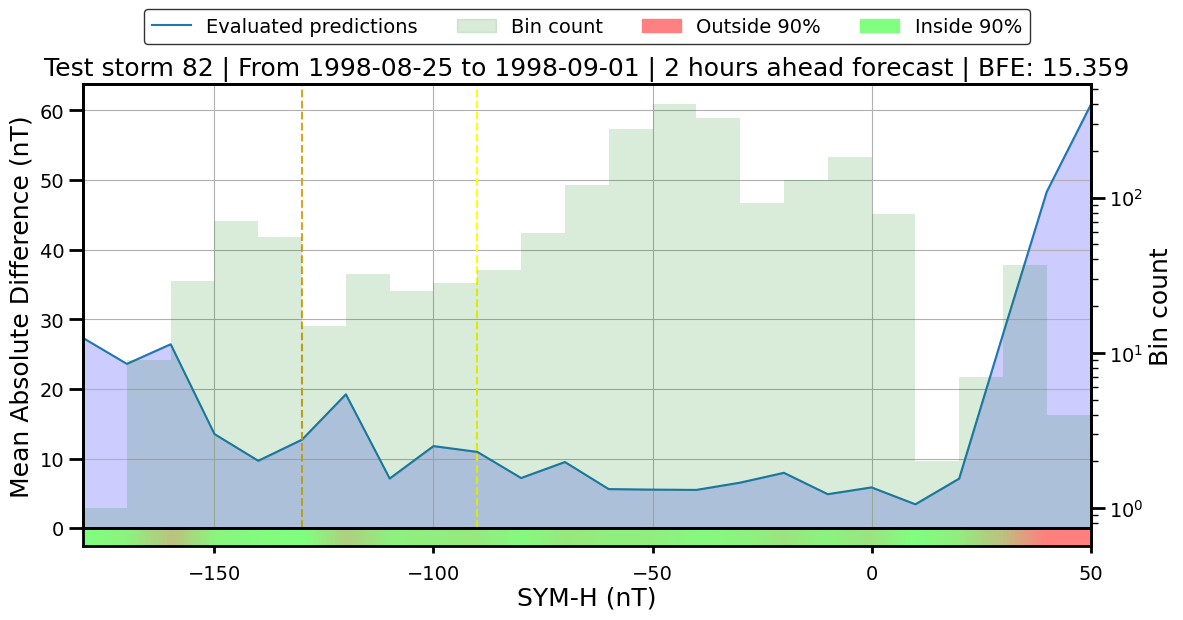 Evaluated predictions Bin count Outside 90% Inside 90%
Test storm 82 | From 1998-08-25 to 1998-09-01 | 2 hours ahead forecast | BFE: 15.359
Mean Absolute Difference (nT)
60
50
40
30
20
10
0
10²
10¹
10⁰
Bin count
−150 −100 −50 0 50
SYM-H (nT)